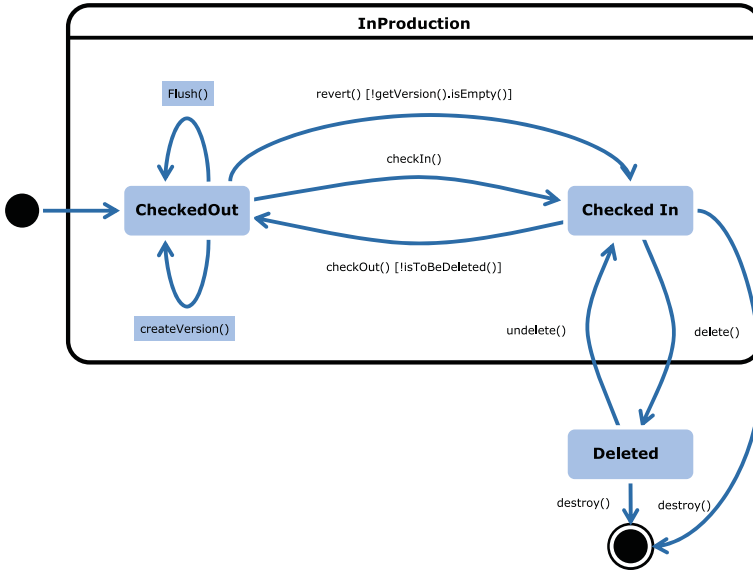 InProduction
Flush()
revert() [!getVersion().isEmpty()]
checkIn()
CheckedOut
Checked In
checkOut() [!isToBeDeleted()]
createVersion()
undelete()
delete()
Deleted
destroy()
destroy()